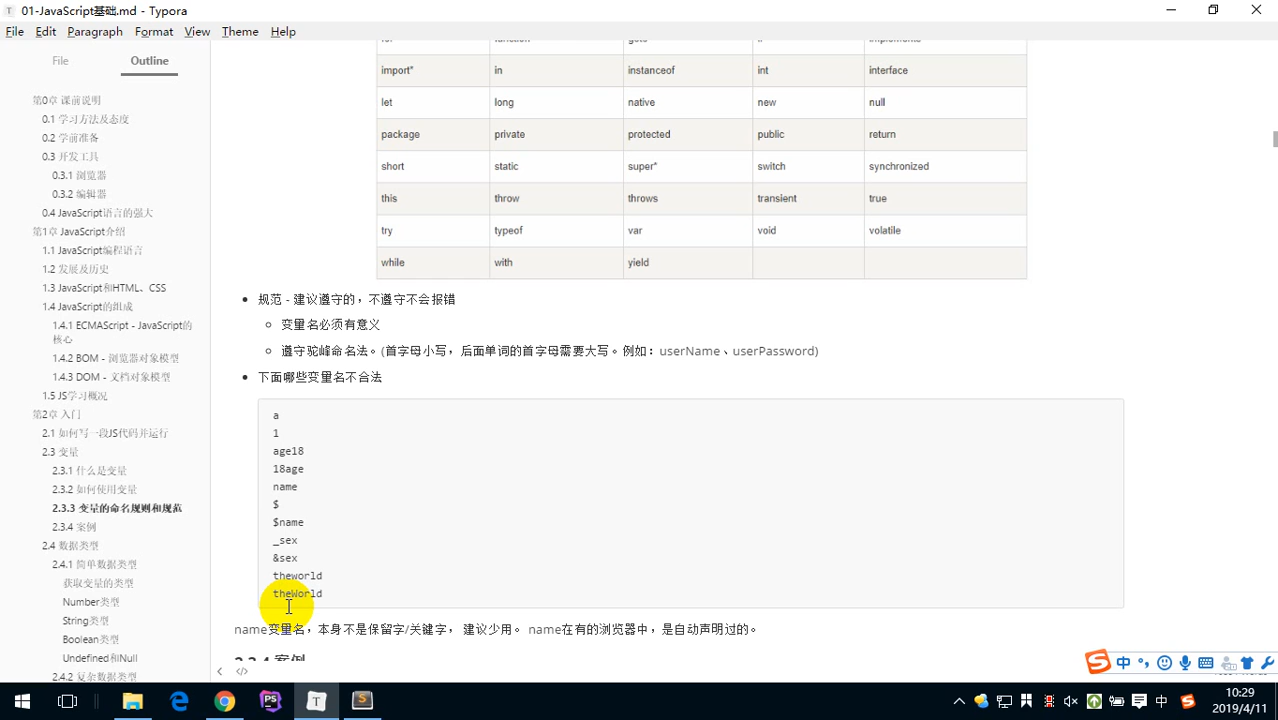 01-JavaScript基础.md - Typora
File Edit Paragraph Format View Theme Help
File Outline
第0章 课前说明
0.1 学习方法及态度
0.2 学前准备
0.3 开发工具
0.3.1 浏览器
0.3.2 编辑器
0.4 JavaScript语言的强大
第1章 JavaScript介绍
1.1 JavaScript编程语言
1.2 发展及历史
1.3 JavaScript和HTML、CSS
1.4 JavaScript的组成
1.4.1 ECMAScript - JavaScript的
核心
1.4.2 BOM - 浏览器对象模型
1.4.3 DOM - 文档对象模型
1.5 JS学习概况
第2章 入门
2.1 如何写一段JS代码并运行
2.3 变量
2.3.1 什么是变量
2.3.2 如何使用变量
2.3.3 变量的命名规则和规范
2.3.4 案例
2.4 数据类型
2.4.1 简单数据类型
获取变量的类型
Number类型
String类型
Boolean类型
Undefined和Null
2.4.2 复杂数据类型
import* in instanceof int interface
let long native new null
package private protected public return
short static super* switch synchronized
this throw throws transient true
try typeof var void volatile
while with yield
规范 - 建议遵守的，不遵守不会报错
变量名必须有意义
遵守驼峰命名法。(首字母小写，后面单词的首字母需要大写。例如：userName、userPassword)
下面哪些变量名不合法
a
1
age18
18age
name
$
$name
_sex
&sex
theworld
theWorld
name变量名，本身不是保留字/关键字， 建议少用。 name在有的浏览器中，是自动声明过的。
2.3.4 案例
中
中
10:29
2019/4/11